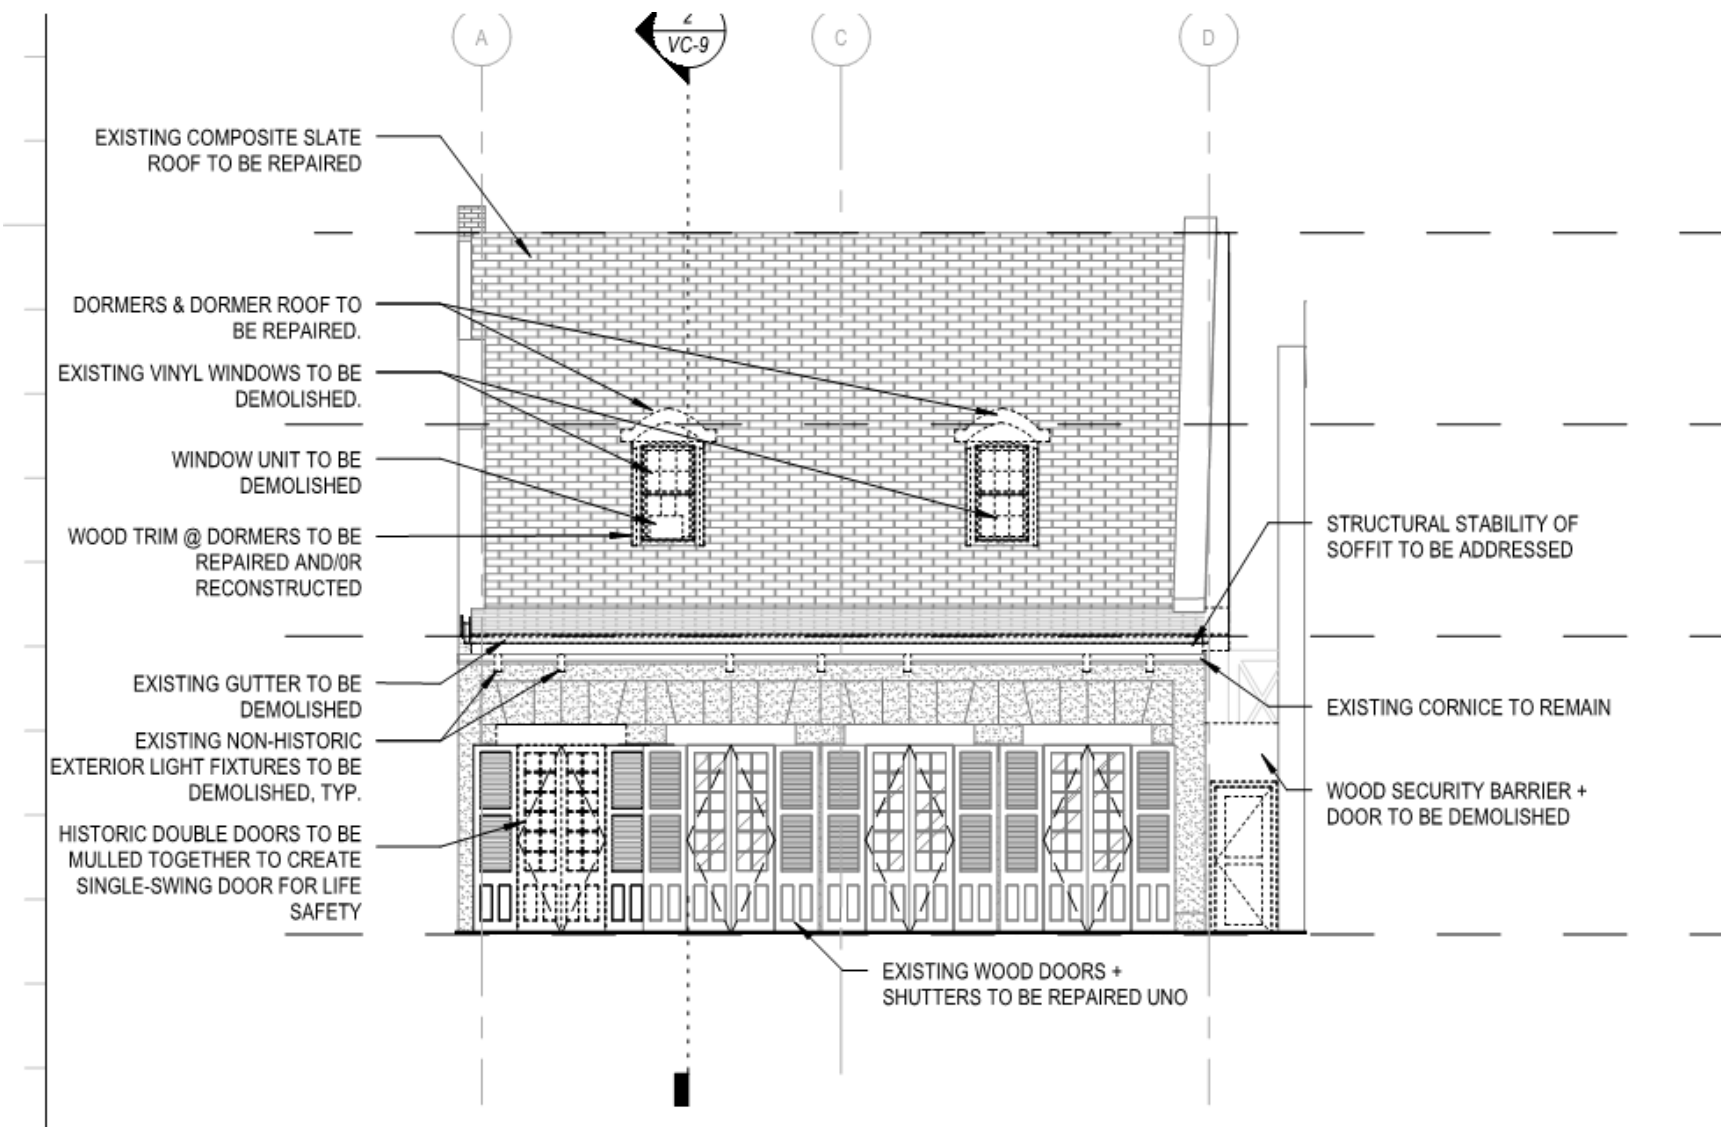 A
2
VC-9
C
D
EXISTING COMPOSITE SLATE
ROOF TO BE REPAIRED
DORMERS & DORMER ROOF TO
BE REPAIRED.
EXISTING VINYL WINDOWS TO BE
DEMOLISHED.
WINDOW UNIT TO BE
DEMOLISHED
WOOD TRIM @ DORMERS TO BE
REPAIRED AND/0R
RECONSTRUCTED
EXISTING GUTTER TO BE
DEMOLISHED
EXISTING NON-HISTORIC
EXTERIOR LIGHT FIXTURES TO BE
DEMOLISHED, TYP.
HISTORIC DOUBLE DOORS TO BE
MULLED TOGETHER TO CREATE
SINGLE-SWING DOOR FOR LIFE
SAFETY
STRUCTURAL STABILITY OF
SOFFIT TO BE ADDRESSED
EXISTING CORNICE TO REMAIN
WOOD SECURITY BARRIER +
DOOR TO BE DEMOLISHED
EXISTING WOOD DOORS +
SHUTTERS TO BE REPAIRED UNO